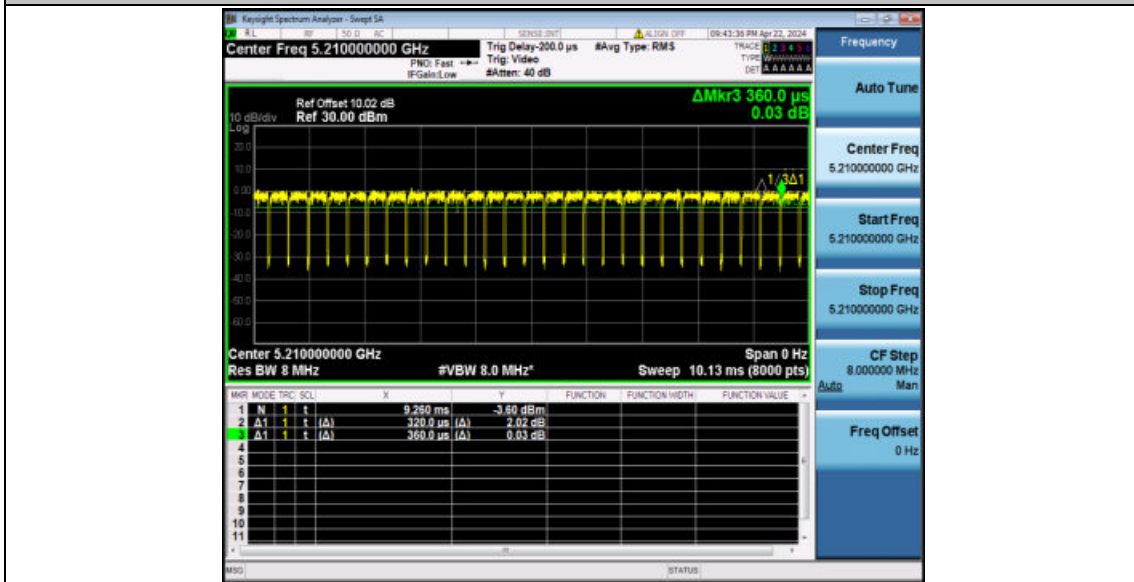 Keysight Spectrum Analyzer - Swept SA
RL RF 50 Ω AC SENSE:INT ALIGN OFF 09:43:36 PM Apr 22, 2024
Center Freq 5.210000000 GHz
PNO: Fast
IFGain:Low
Trig Delay-200.0 µs
Trig: Video
#Atten: 40 dB
#Avg Type: RMS
TRACE 1 2 3 4 5 6
TYPE
DET A A A A A A
Ref Offset 10.02 dB
10 dB/div Ref 30.00 dBm
Log
ΔMkr3 360.0 µs
0.03 dB
20.0
10.0
0.00
-10.0
-20.0
-30.0
-40.0
-50.0
-60.0
1/3Δ1
Center 5.210000000 GHz Span 0 Hz
Res BW 8 MHz #VBW 8.0 MHz* Sweep 10.13 ms (8000 pts)
MKR MODE TRC SCL X Y FUNCTION FUNCTION WIDTH FUNCTION VALUE
1 N 1 t 9.260 ms -3.60 dBm
2 Δ1 1 t (Δ) 320.0 µs (Δ) 2.02 dB
3 Δ1 1 t (Δ) 360.0 µs (Δ) 0.03 dB
4
5
6
7
8
9
10
11
MSG STATUS
Frequency
Auto Tune
Center Freq
5.210000000 GHz
Start Freq
5.210000000 GHz
Stop Freq
5.210000000 GHz
CF Step
8.000000 MHz
Auto Man
Freq Offset
0 Hz